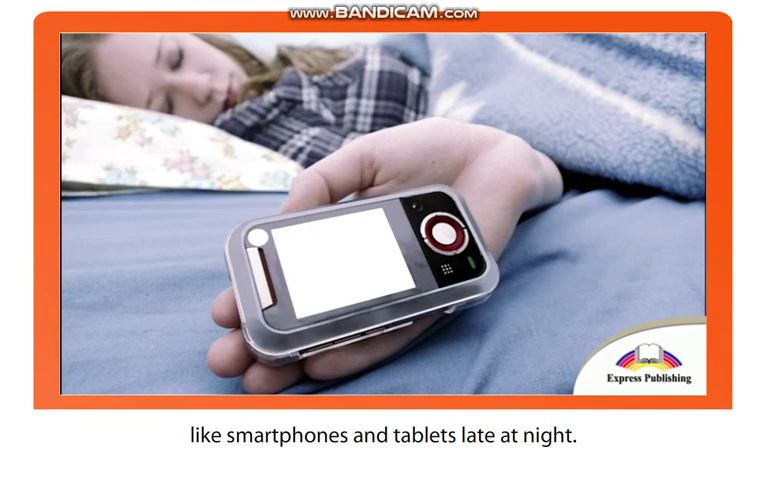 www.BANDICAM.com
Express Publishing
like smartphones and tablets late at night.